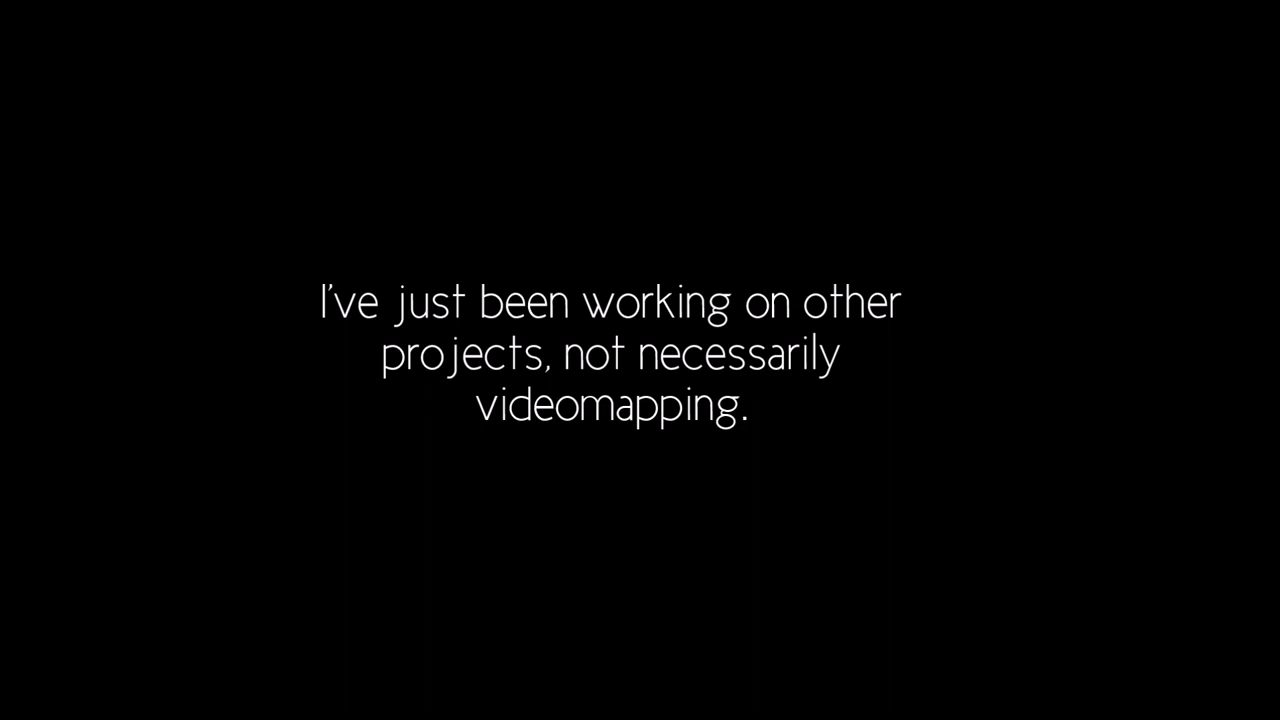 I've just been working on other
projects, not necessarily
videomapping.